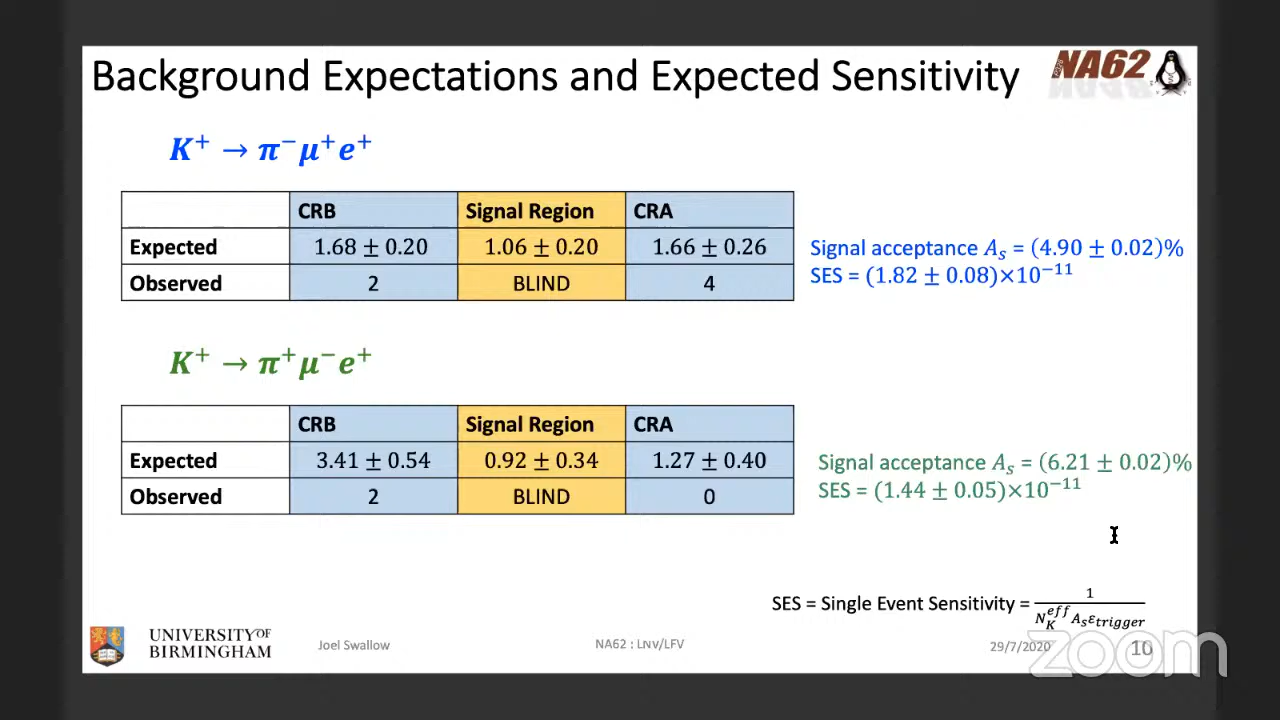 Background Expectations and Expected Sensitivity
NA62
K⁺ → π⁻μ⁺e⁺
CRB Signal Region CRA
Expected 1.68 ± 0.20 1.06 ± 0.20 1.66 ± 0.26
Observed 2 BLIND 4
Signal acceptance Aₛ = (4.90 ± 0.02)%
SES = (1.82 ± 0.08)×10⁻¹¹
K⁺ → π⁺μ⁻e⁺
CRB Signal Region CRA
Expected 3.41 ± 0.54 0.92 ± 0.34 1.27 ± 0.40
Observed 2 BLIND 0
Signal acceptance Aₛ = (6.21 ± 0.02)%
SES = (1.44 ± 0.05)×10⁻¹¹
SES = Single Event Sensitivity = 1 / N_K^eff Aₛ ε_trigger
UNIVERSITY OF
BIRMINGHAM
Joel Swallow
NA62 : LNV/LFV
29/7/2020
10
zoom